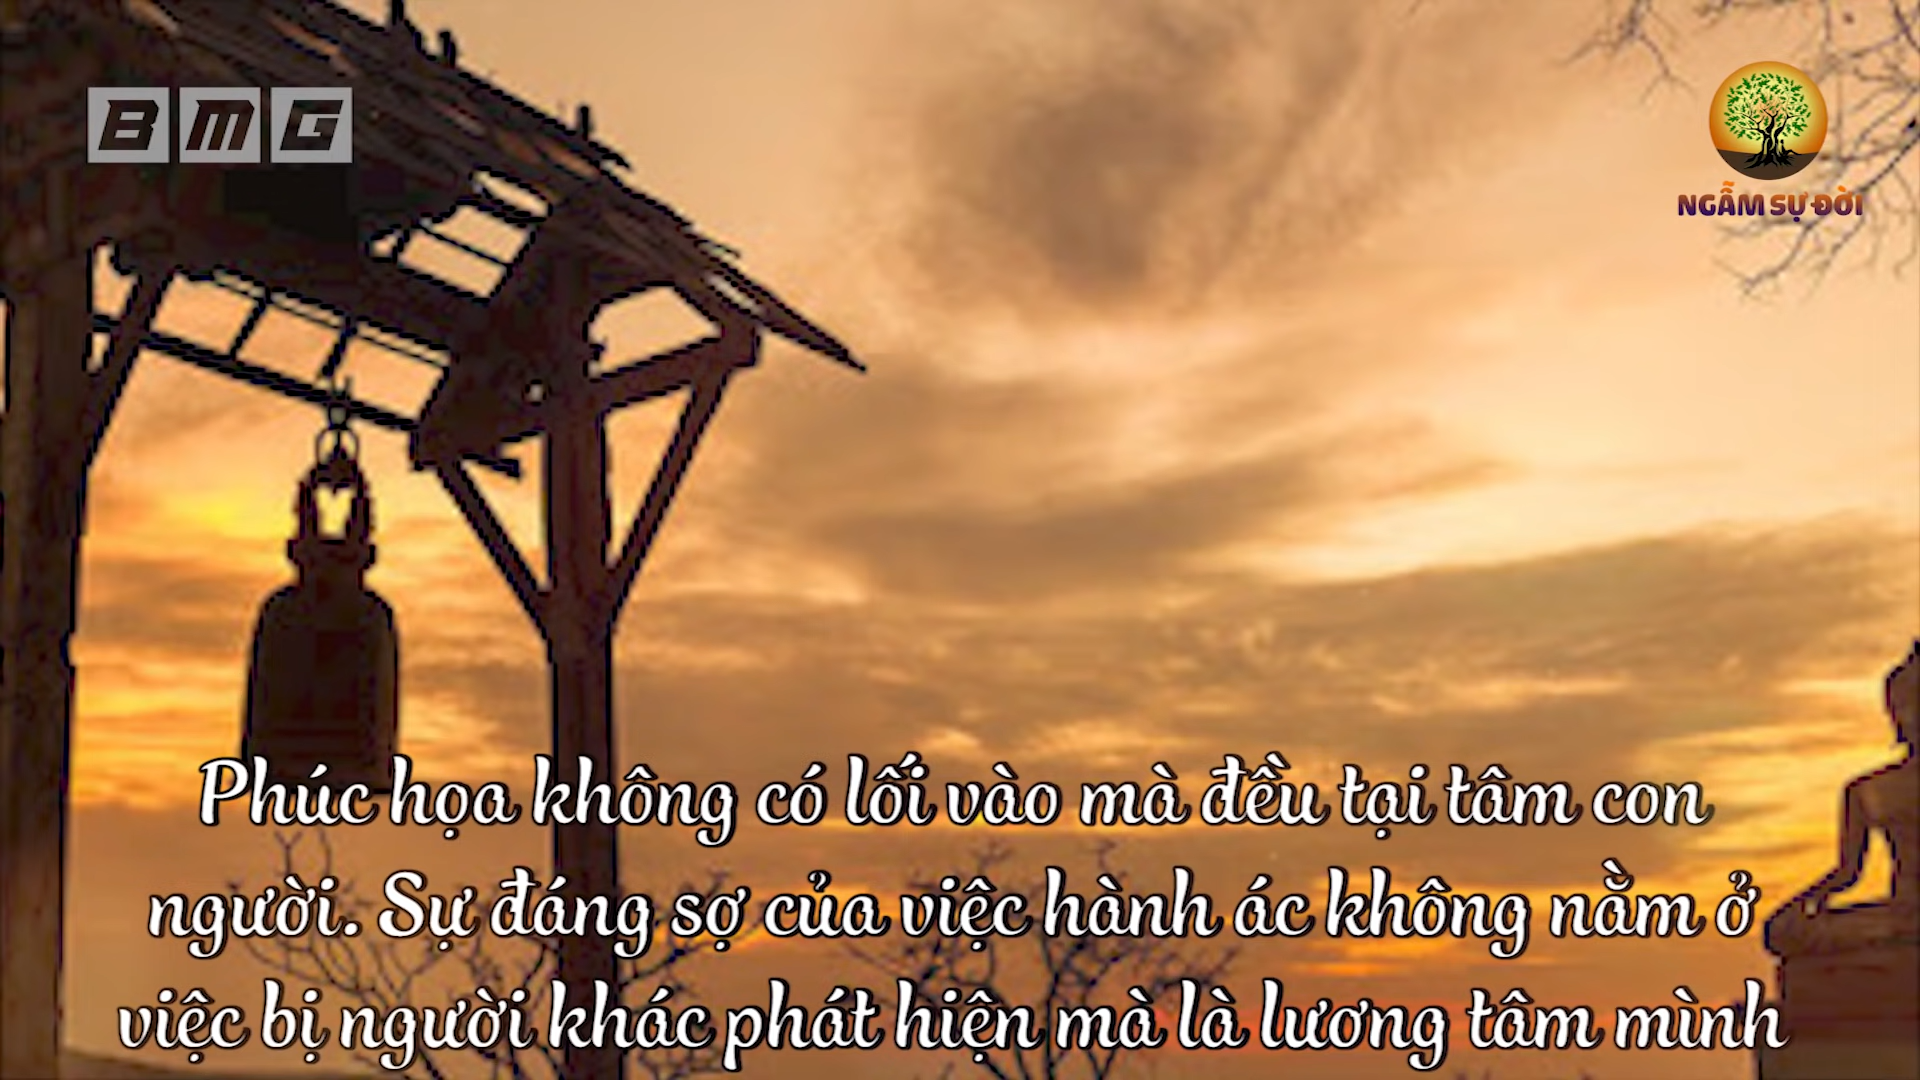 BMG
NGẪM SỰ ĐỜI
Phúc họa không có lối vào mà đều tại tâm con
người. Sự đáng sợ của việc hành ác không nằm ở
việc bị người khác phát hiện mà là lương tâm mình